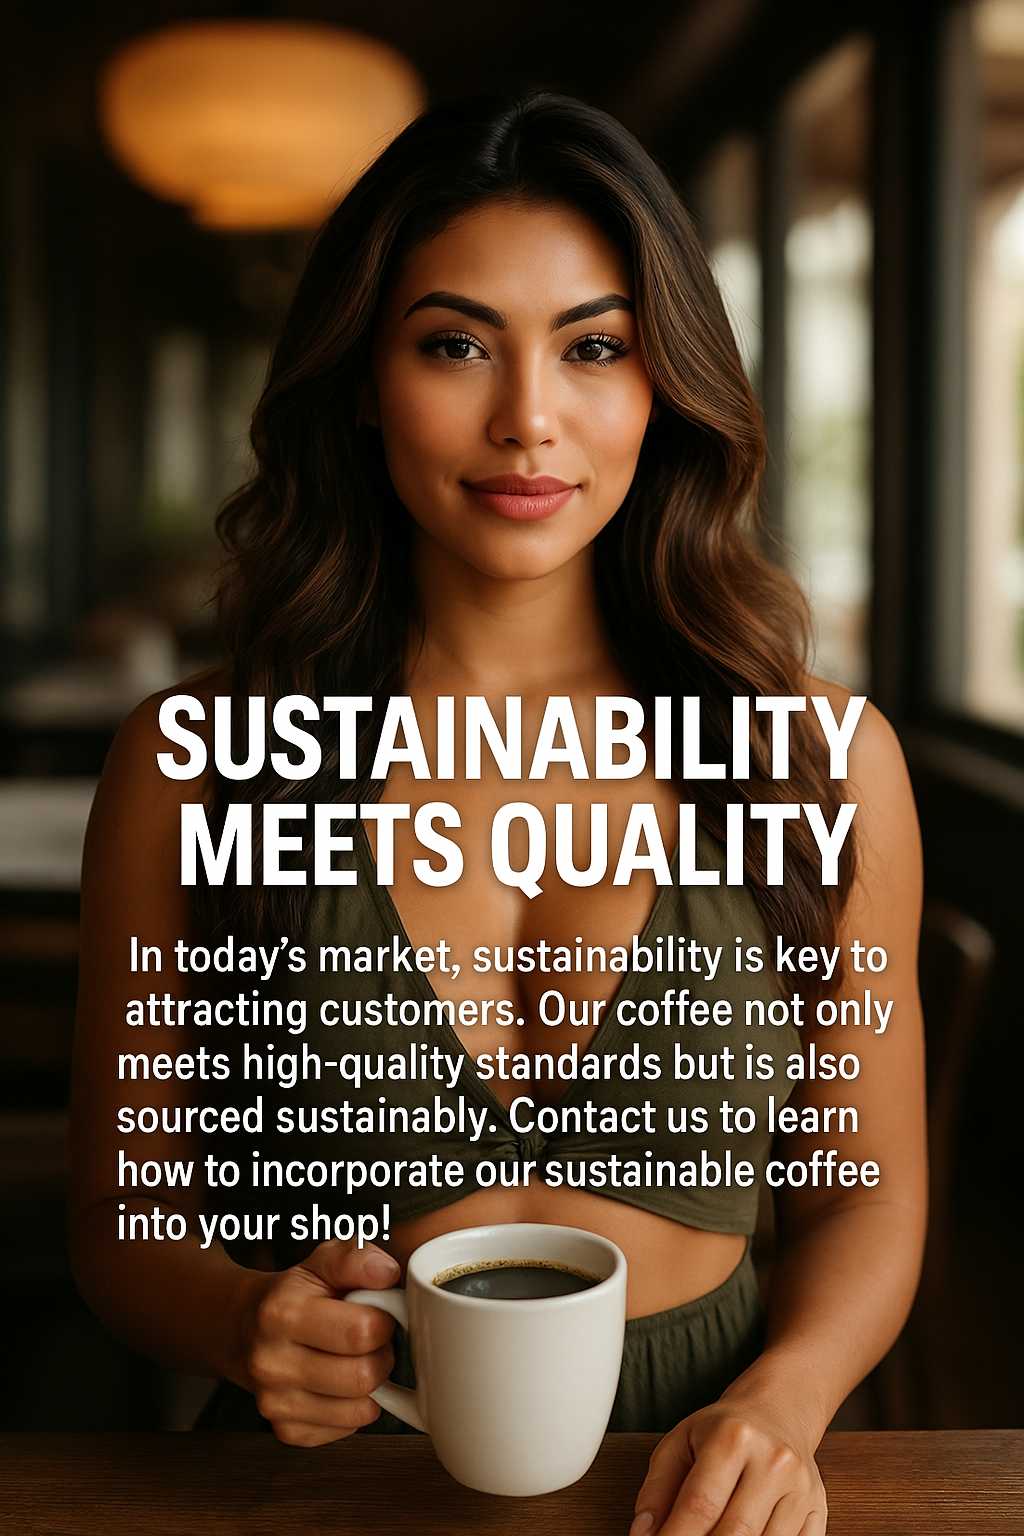 SUSTAINABILITY
MEETS QUALITY
In today’s market, sustainability is key to
attracting customers. Our coffee not only
meets high-quality standards but is also
sourced sustainably. Contact us to learn
how to incorporate our sustainable coffee
into your shop!